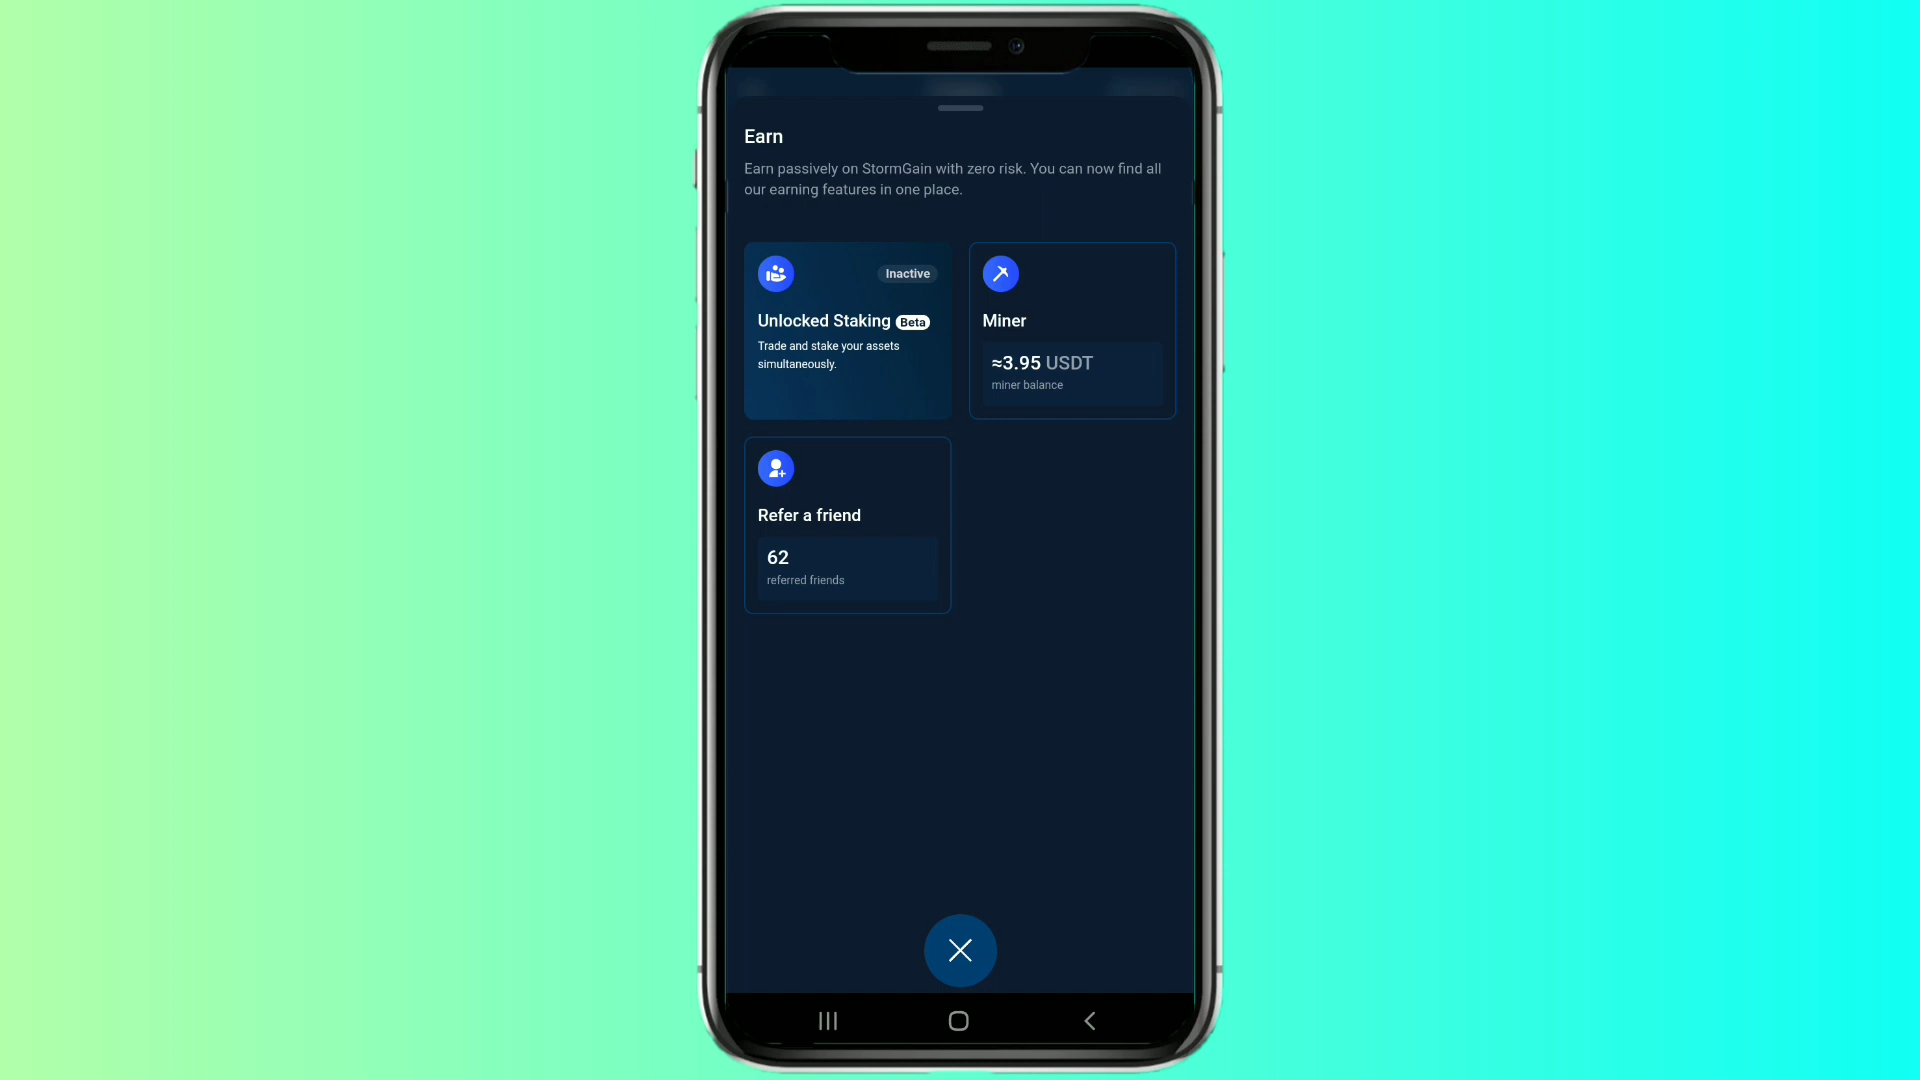 Earn
Earn passively on StormGain with zero risk. You can now find all
our earning features in one place.
Inactive
Unlocked Staking Beta
Trade and stake your assets
simultaneously.
Miner
≈3.95 USDT
miner balance
Refer a friend
62
referred friends